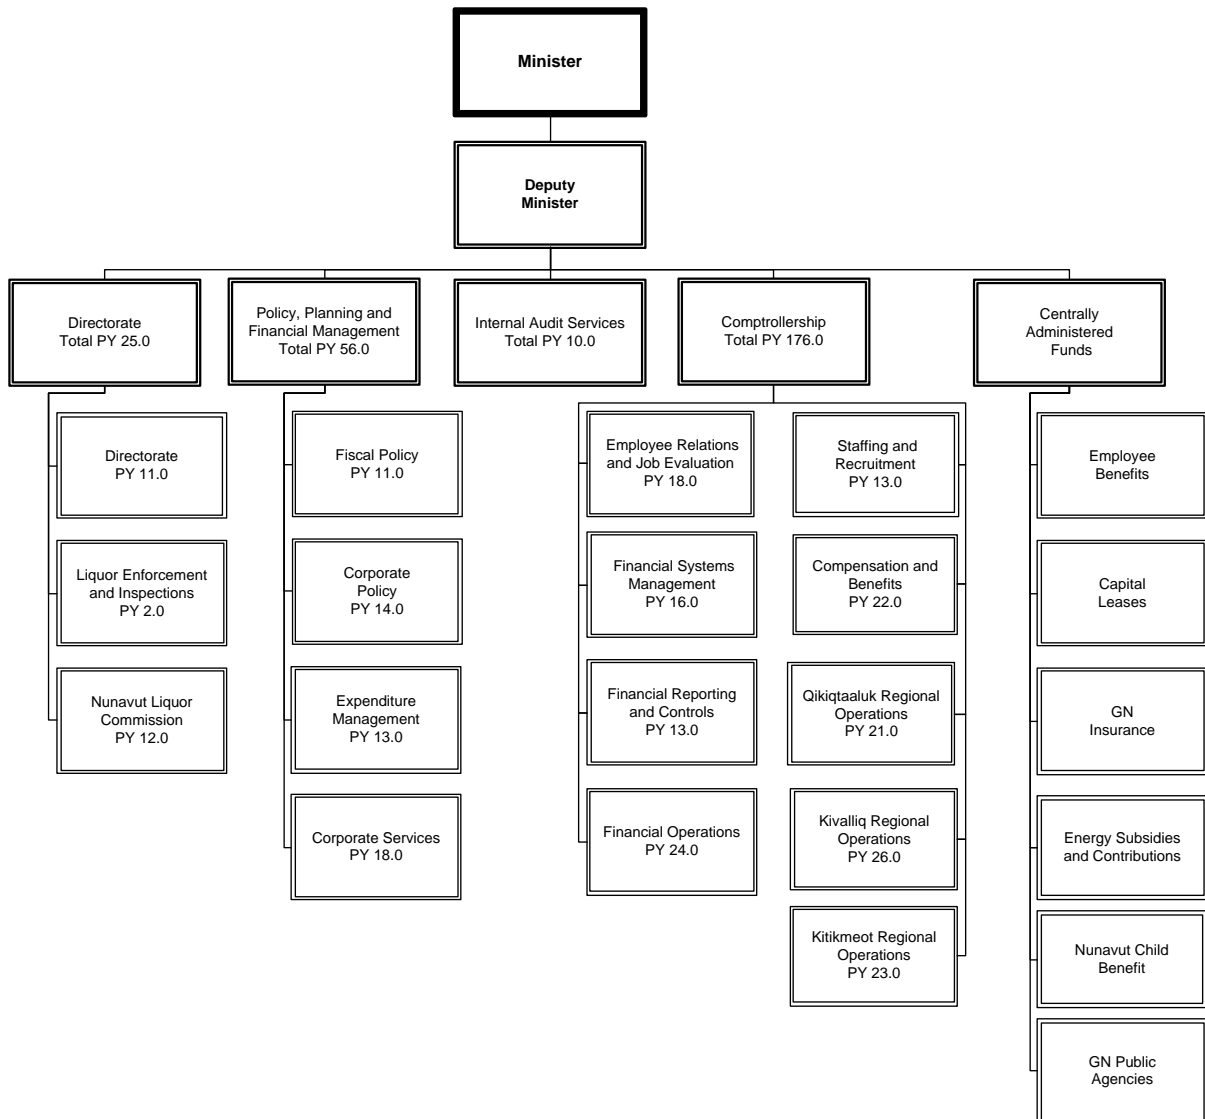 Minister
Deputy
Minister
Directorate
Total PY 25.0
Policy, Planning and
Financial Management
Total PY 56.0
Internal Audit Services
Total PY 10.0
Comptrollership
Total PY 176.0
Centrally
Administered
Funds
Directorate
PY 11.0
Liquor Enforcement
and Inspections
PY 2.0
Nunavut Liquor
Commission
PY 12.0
Fiscal Policy
PY 11.0
Corporate
Policy
PY 14.0
Expenditure
Management
PY 13.0
Corporate Services
PY 18.0
Employee Relations
and Job Evaluation
PY 18.0
Financial Systems
Management
PY 16.0
Financial Reporting
and Controls
PY 13.0
Financial Operations
PY 24.0
Staffing and
Recruitment
PY 13.0
Compensation and
Benefits
PY 22.0
Qikiqtaaluk Regional
Operations
PY 21.0
Kivalliq Regional
Operations
PY 26.0
Kitikmeot Regional
Operations
PY 23.0
Employee
Benefits
Capital
Leases
GN
Insurance
Energy Subsidies
and Contributions
Nunavut Child
Benefit
GN Public
Agencies